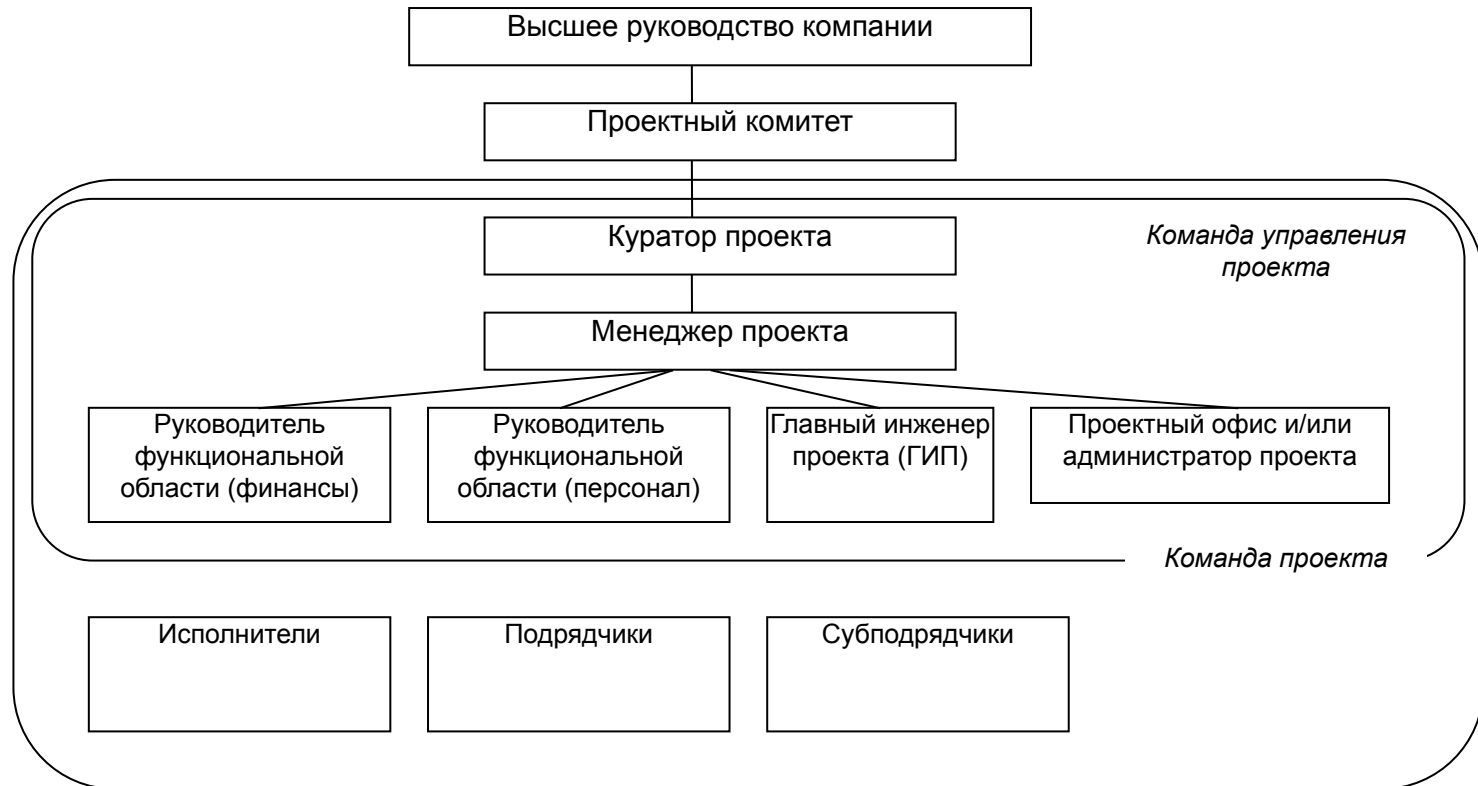 Высшее руководство компании
Проектный комитет
Куратор проекта
Команда управления
проекта
Менеджер проекта
Руководитель
функциональной
области (финансы)
Руководитель
функциональной
области (персонал)
Главный инженер
проекта (ГИП)
Проектный офис и/или
администратор проекта
Команда проекта
Исполнители
Подрядчики
Субподрядчики